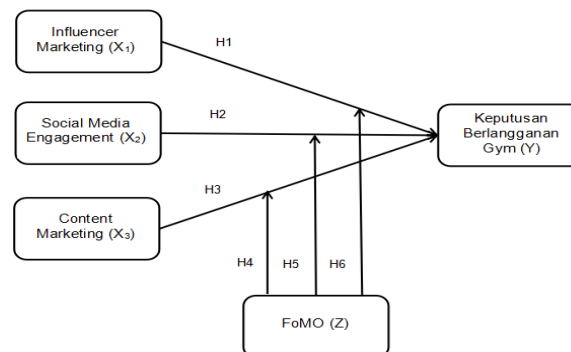 Influencer
Marketing (X₁)
H1
Social Media
Engagement (X₂)
H2
Keputusan
Berlangganan
Gym (Y)
Content
Marketing (X₃)
H3
H4
H5
H6
FoMO (Z)